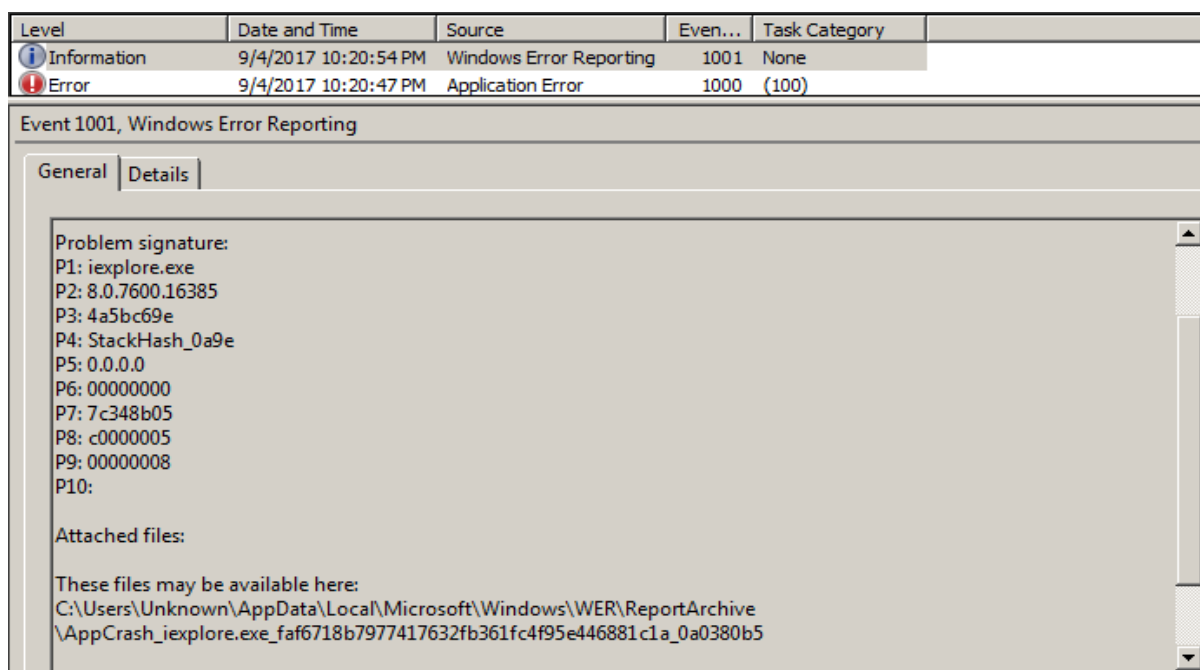 Level Date and Time Source Even... Task Category
Information 9/4/2017 10:20:54 PM Windows Error Reporting 1001 None
Error 9/4/2017 10:20:47 PM Application Error 1000 (100)
Event 1001, Windows Error Reporting
General Details
Problem signature:
P1: iexplore.exe
P2: 8.0.7600.16385
P3: 4a5bc69e
P4: StackHash_0a9e
P5: 0.0.0.0
P6: 00000000
P7: 7c348b05
P8: c0000005
P9: 00000008
P10:
Attached files:
These files may be available here:
C:\Users\Unknown\AppData\Local\Microsoft\Windows\WER\ReportArchive
\AppCrash_iexplore.exe_faf6718b7977417632fb361fc4f95e446881c1a_0a0380b5